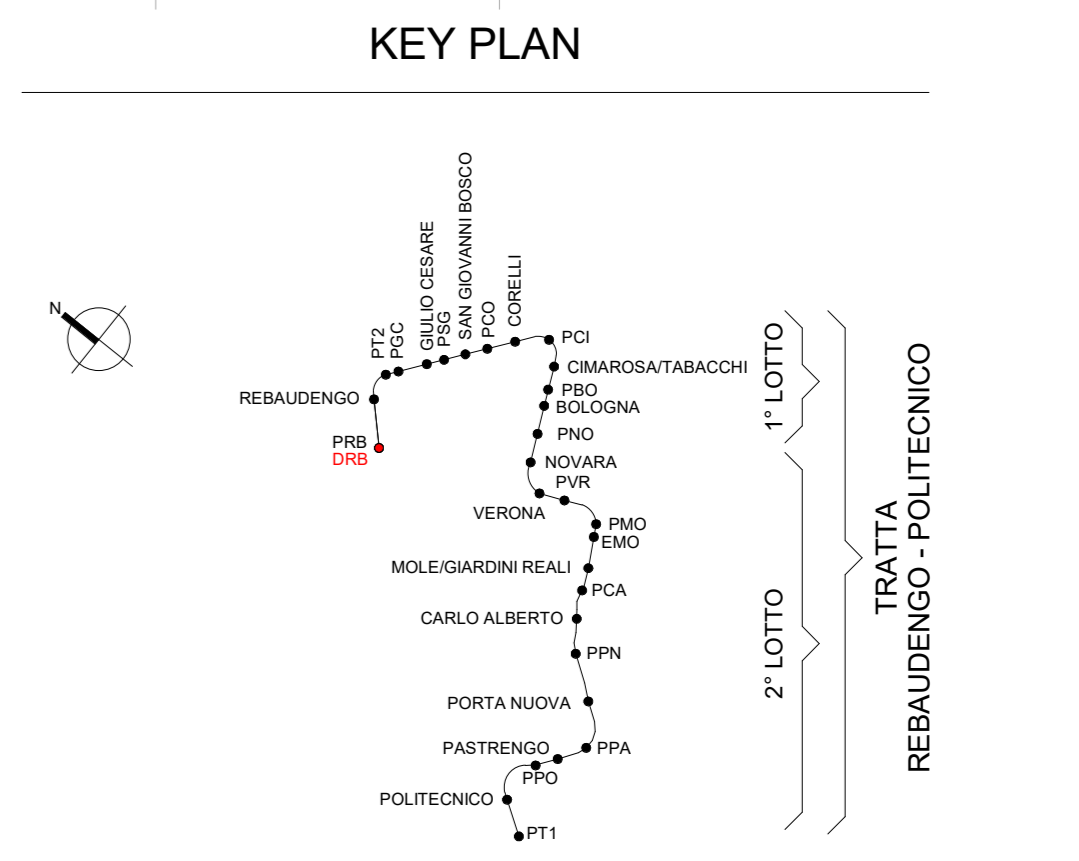 KEY PLAN
N
REBAUDENGO
PRB
DRB
PT2
PGC
GIULIO CESARE
PSG
SAN GIOVANNI BOSCO
PCO
CORELLI
PCI
CIMAROSA/TABACCHI
PBO
BOLOGNA
PNO
NOVARA
PVR
VERONA
PMO
EMO
MOLE/GIARDINI REALI
PCA
CARLO ALBERTO
PPN
PORTA NUOVA
PPA
PASTRENGO
PPO
POLITECNICO
PT1
1° LOTTO
2° LOTTO
TRATTA
REBAUDENGO - POLITECNICO